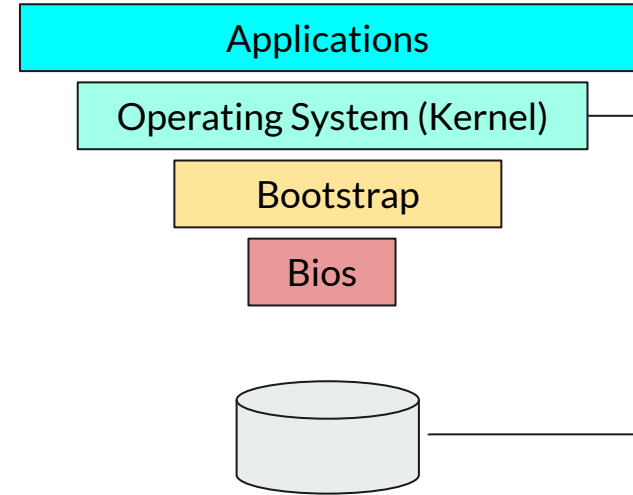 Applications
Operating System (Kernel)
Bootstrap
Bios